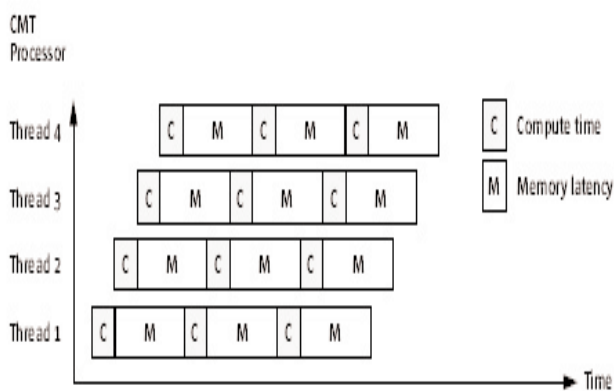 CMT
Processor
Thread 4 C M C M C M
C Compute time
Thread 3 C M C M C M
M Memory latency
Thread 2 C M C M C M
Thread 1 C M C M C M
Time